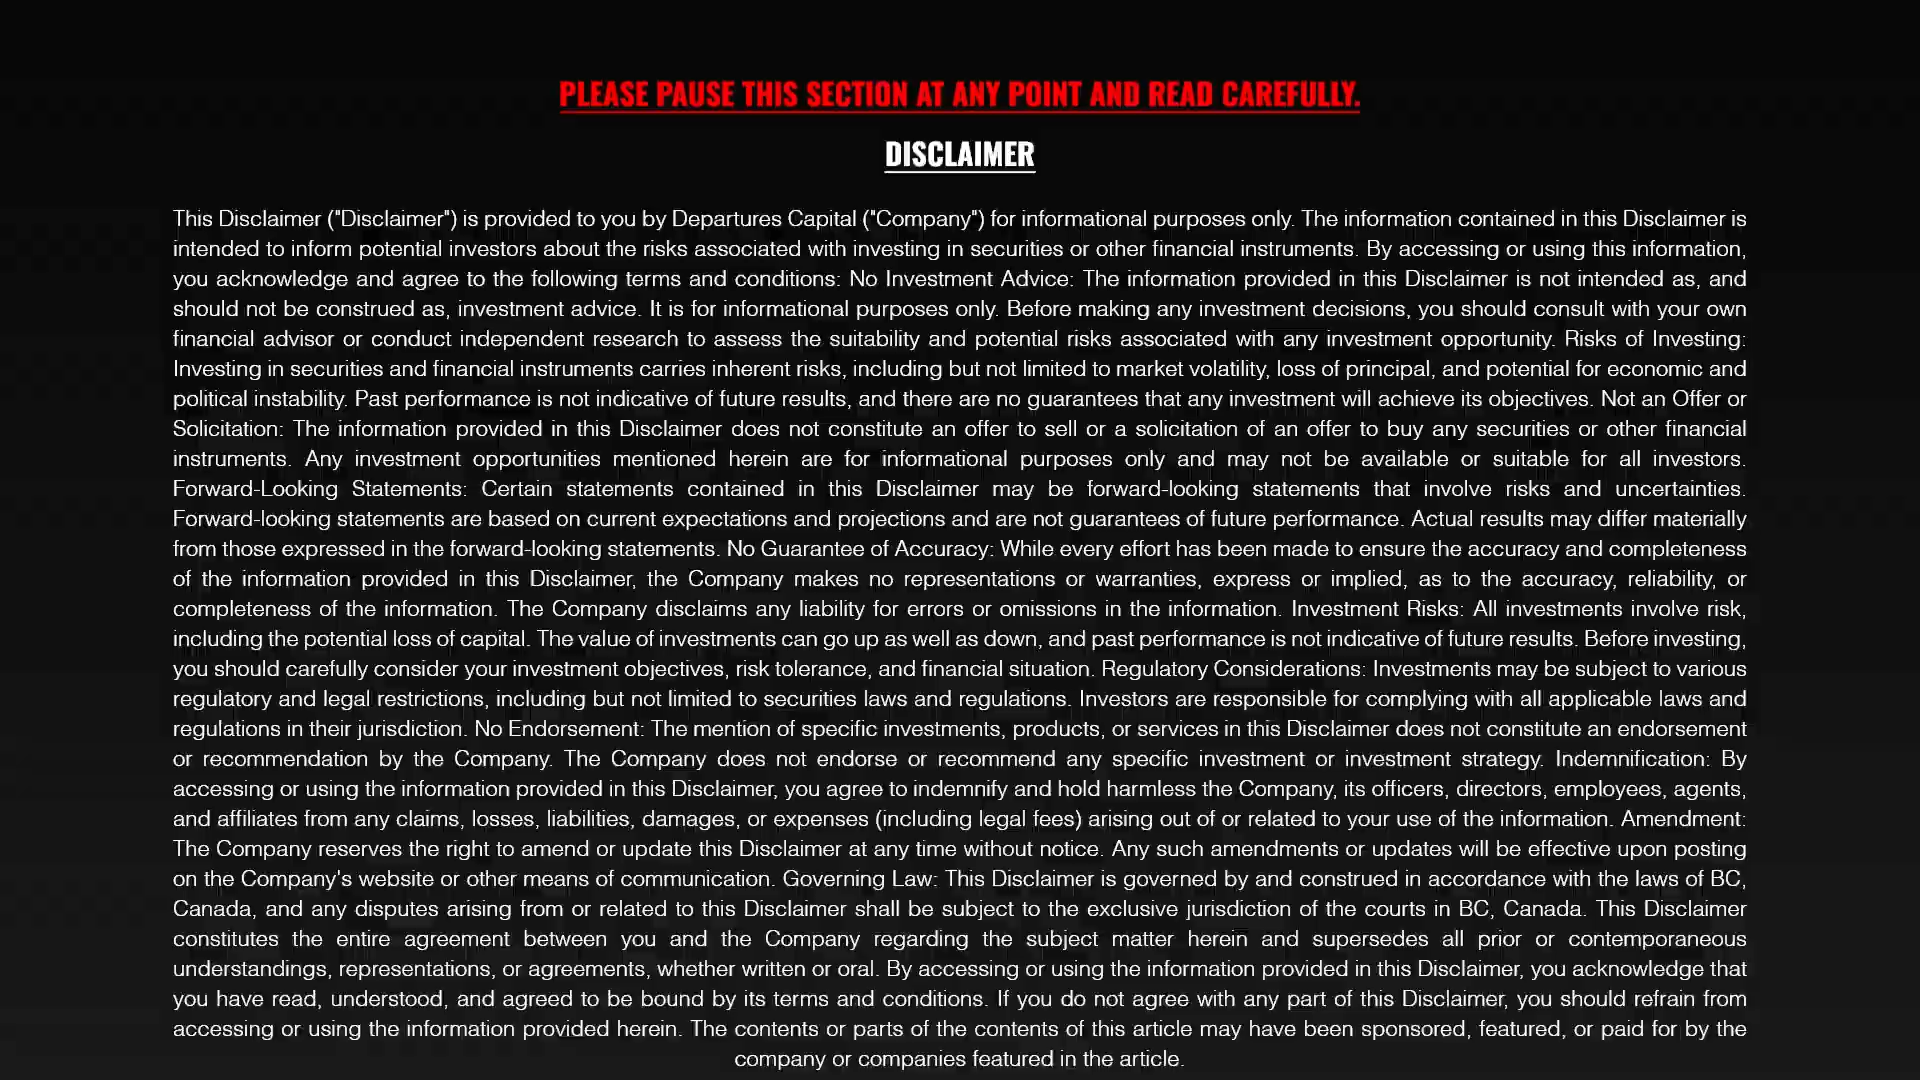 PLEASE PAUSE THIS SECTION AT ANY POINT AND READ CAREFULLY.
DISCLAIMER
This Disclaimer ("Disclaimer") is provided to you by Departures Capital ("Company") for informational purposes only. The information contained in this Disclaimer is
intended to inform potential investors about the risks associated with investing in securities or other financial instruments. By accessing or using this information,
you acknowledge and agree to the following terms and conditions: No Investment Advice: The information provided in this Disclaimer is not intended as, and
should not be construed as, investment advice. It is for informational purposes only. Before making any investment decisions, you should consult with your own
financial advisor or conduct independent research to assess the suitability and potential risks associated with any investment opportunity. Risks of Investing:
Investing in securities and financial instruments carries inherent risks, including but not limited to market volatility, loss of principal, and potential for economic and
political instability. Past performance is not indicative of future results, and there are no guarantees that any investment will achieve its objectives. Not an Offer or
Solicitation: The information provided in this Disclaimer does not constitute an offer to sell or a solicitation of an offer to buy any securities or other financial
instruments. Any investment opportunities mentioned herein are for informational purposes only and may not be available or suitable for all investors.
Forward-Looking Statements: Certain statements contained in this Disclaimer may be forward-looking statements that involve risks and uncertainties.
Forward-looking statements are based on current expectations and projections and are not guarantees of future performance. Actual results may differ materially
from those expressed in the forward-looking statements. No Guarantee of Accuracy: While every effort has been made to ensure the accuracy and completeness
of the information provided in this Disclaimer, the Company makes no representations or warranties, express or implied, as to the accuracy, reliability, or
completeness of the information. The Company disclaims any liability for errors or omissions in the information. Investment Risks: All investments involve risk,
including the potential loss of capital. The value of investments can go up as well as down, and past performance is not indicative of future results. Before investing,
you should carefully consider your investment objectives, risk tolerance, and financial situation. Regulatory Considerations: Investments may be subject to various
regulatory and legal restrictions, including but not limited to securities laws and regulations. Investors are responsible for complying with all applicable laws and
regulations in their jurisdiction. No Endorsement: The mention of specific investments, products, or services in this Disclaimer does not constitute an endorsement
or recommendation by the Company. The Company does not endorse or recommend any specific investment or investment strategy. Indemnification: By
accessing or using the information provided in this Disclaimer, you agree to indemnify and hold harmless the Company, its officers, directors, employees, agents,
and affiliates from any claims, losses, liabilities, damages, or expenses (including legal fees) arising out of or related to your use of the information. Amendment:
The Company reserves the right to amend or update this Disclaimer at any time without notice. Any such amendments or updates will be effective upon posting
on the Company's website or other means of communication. Governing Law: This Disclaimer is governed by and construed in accordance with the laws of BC,
Canada, and any disputes arising from or related to this Disclaimer shall be subject to the exclusive jurisdiction of the courts in BC, Canada. This Disclaimer
constitutes the entire agreement between you and the Company regarding the subject matter herein and supersedes all prior or contemporaneous
understandings, representations, or agreements, whether written or oral. By accessing or using the information provided in this Disclaimer, you acknowledge that
you have read, understood, and agreed to be bound by its terms and conditions. If you do not agree with any part of this Disclaimer, you should refrain from
accessing or using the information provided herein. The contents or parts of the contents of this article may have been sponsored, featured, or paid for by the
company or companies featured in the article.